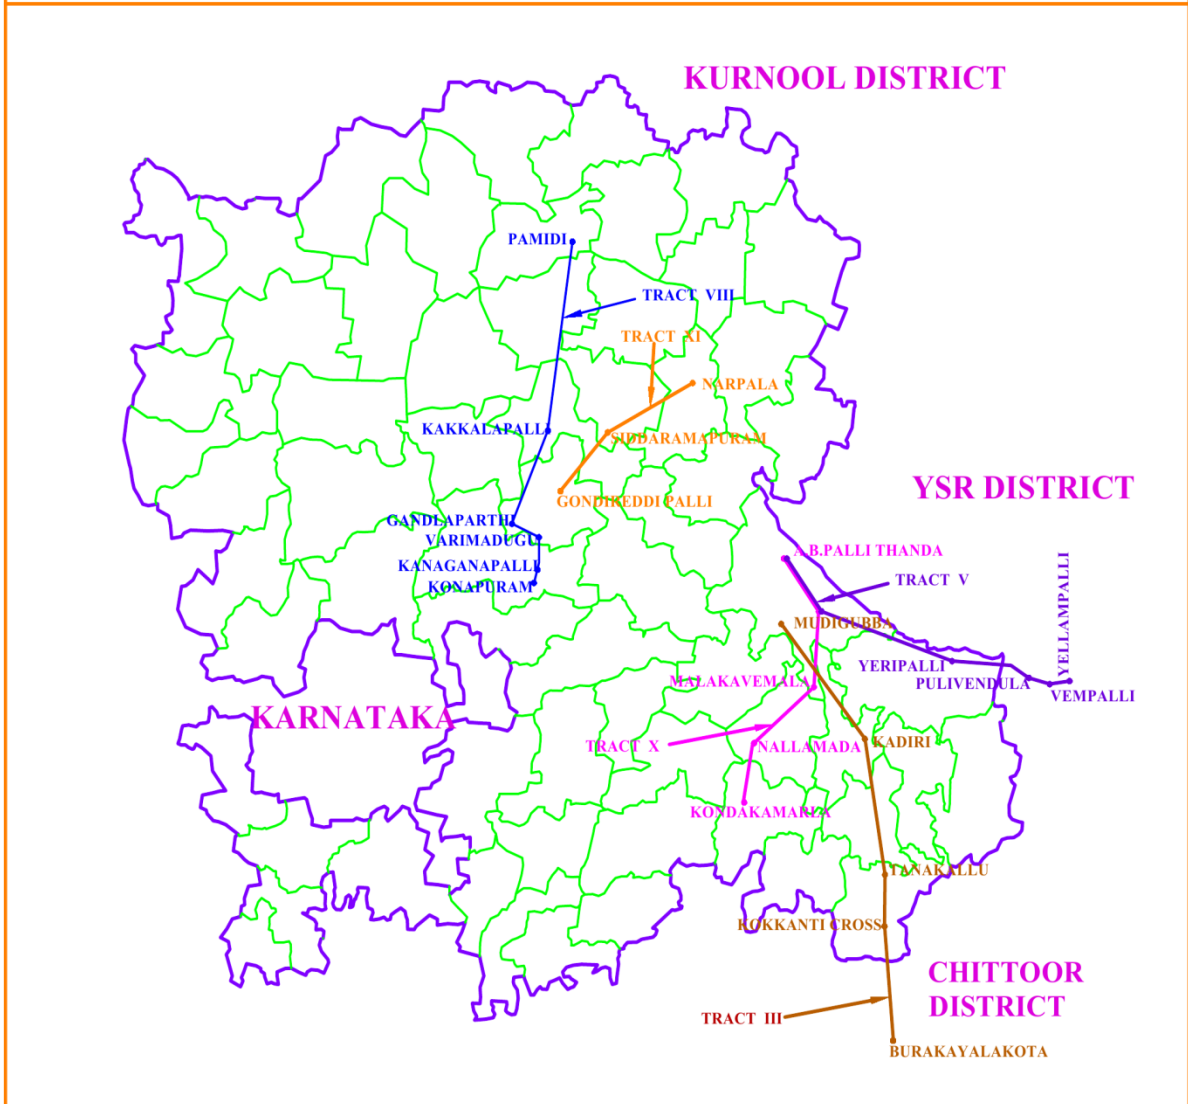 KURNOOL DISTRICT
PAMIDI
TRACT VIII
TRACT XI
NARPALA
KAKKALAPALLI
SIDDARAMAPURAM
YSR DISTRICT
GONDIREDDI PALLI
GANDLAPARTHI
VARIMADUGU
A.B.PALLI THANDA
KANAGANAPALLI
TRACT V
KONAPURAM
YELLAMPALLI
MUDIGUBBA
YERIPALLI
MALAKAVEMALA
PULIVENDULA
VEMPALLI
KARNATAKA
TRACT X
NALLAMADA
KADIRI
KONDAKAMARLA
TANAKALLU
KOKKANTI CROSS
CHITTOOR
DISTRICT
TRACT III
BURAKAYALAKOTA